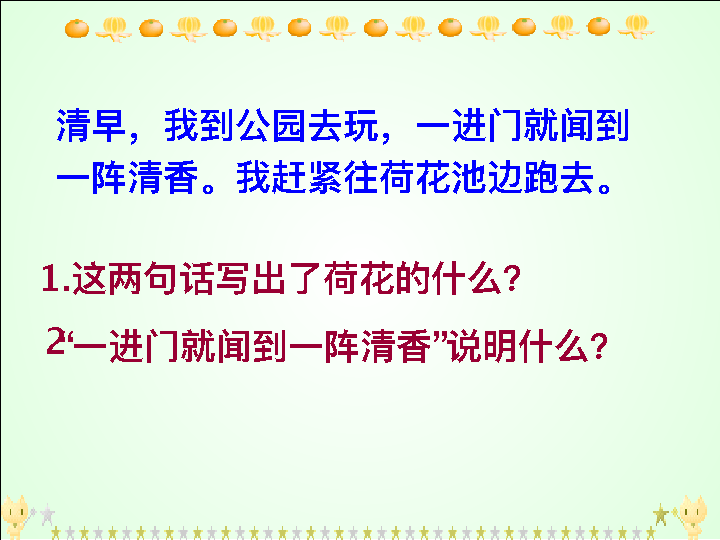 清早，我到公园去玩，一进门就闻到
一阵清香。我赶紧往荷花池边跑去。
1.这两句话写出了荷花的什么？
2“一进门就闻到一阵清香”说明什么？